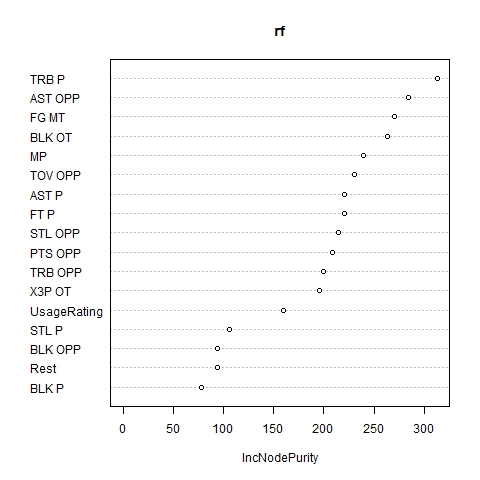 rf
TRB P
AST OPP
FG MT
BLK OT
MP
TOV OPP
AST P
FT P
STL OPP
PTS OPP
TRB OPP
X3P OT
UsageRating
STL P
BLK OPP
Rest
BLK P
0 50 100 150 200 250 300
IncNodePurity